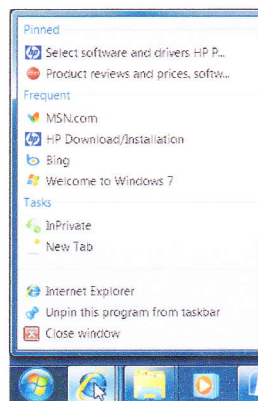 Pinned
Select software and drivers HP P...
Product reviews and prices, softw...
Frequent
MSN.com
HP Download/Installation
Bing
Welcome to Windows 7
Tasks
InPrivate
New Tab
Internet Explorer
Unpin this program from taskbar
Close window